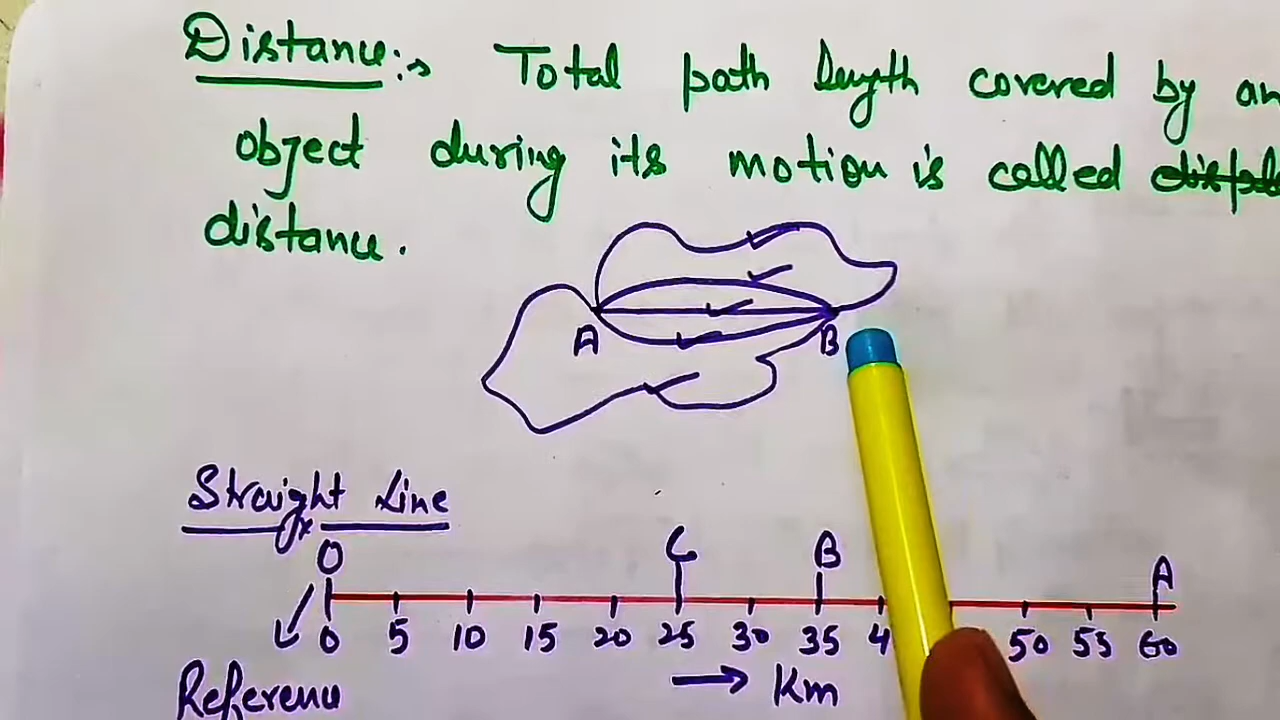 Distance:→ Total path length covered by an
object during its motion is called
distance.
A B
Straight Line
O C B A
0 5 10 15 20 25 30 35 4 50 55 60
Reference
→ Km